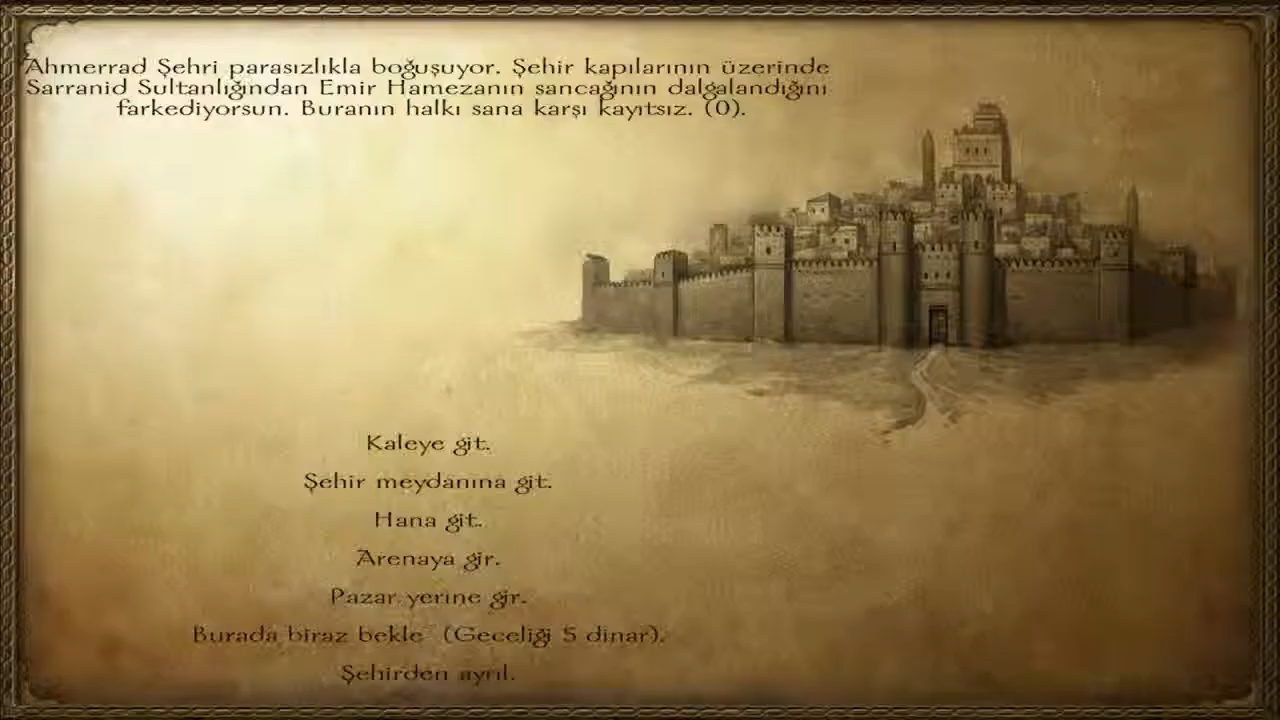 Ahmerrad Şehri parasızlıkla boğuşuyor. Şehir kapılarının üzerinde
Sarranid Sultanlığından Emir Hamezanın sancağının dalgalandığını
farkediyorsun. Buranın halkı sana karşı kayıtsız. (0).
Kaleye git.
Şehir meydanına git.
Hana git.
Arenaya gir.
Pazar yerine gir.
Burada biraz bekle (Geceliği 5 dinar).
Şehirden ayrıl.